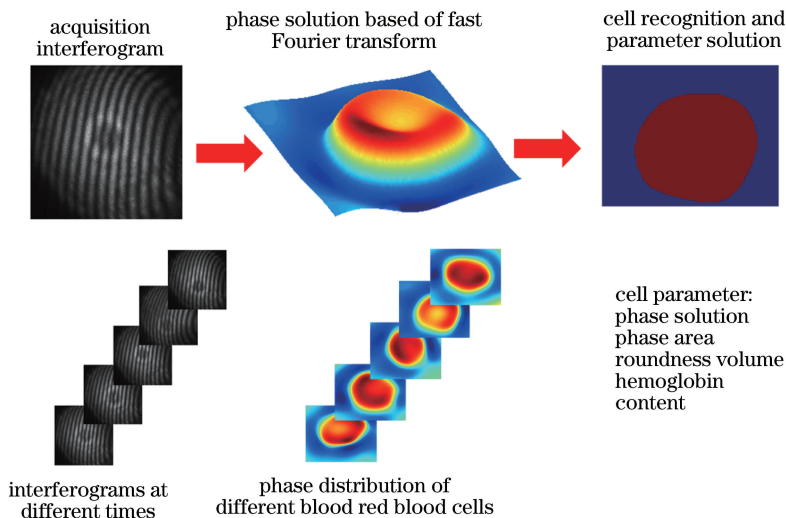 acquisition
interferogram
phase solution based of fast
Fourier transform
cell recognition and
parameter solution
cell parameter:
phase solution
phase area
roundness volume
hemoglobin
content
interferograms at
different times
phase distribution of
different blood red blood cells